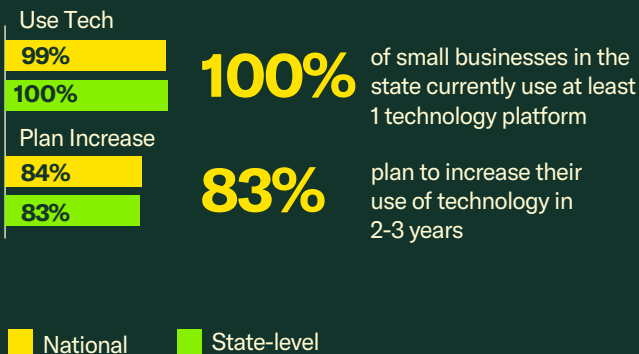 Use Tech
99%
100%
100%
of small businesses in the
state currently use at least
1 technology platform
Plan Increase
84%
83%
83%
plan to increase their
use of technology in
2-3 years
National
State-level